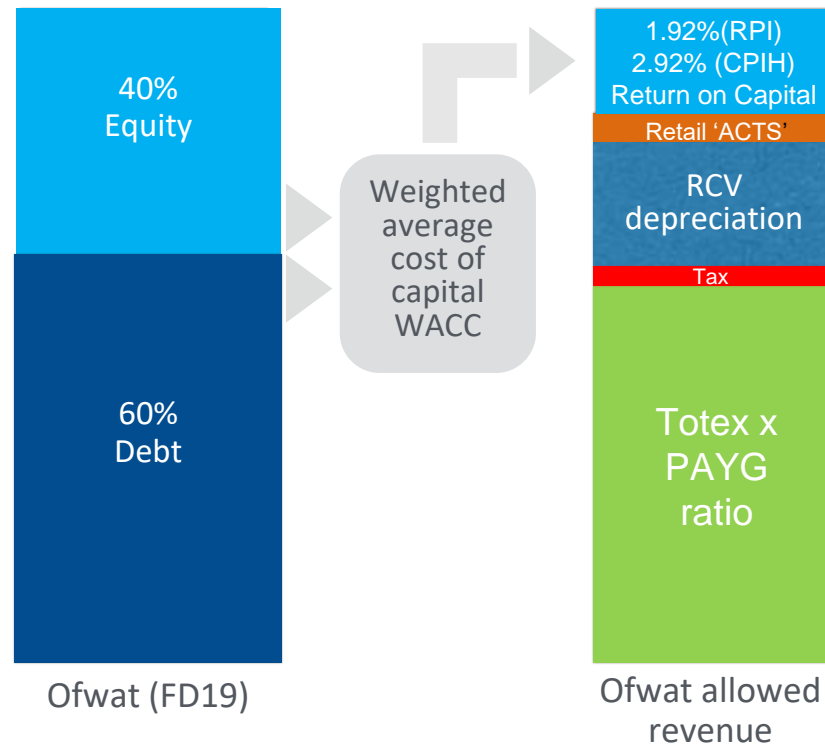 40%
Equity
60%
Debt
Ofwat (FD19)
Weighted
average
cost of
capital
WACC
1.92%(RPI)
2.92% (CPIH)
Return on Capital
Retail ‘ACTS’
RCV
depreciation
Tax
Totex x
PAYG
ratio
Ofwat allowed
revenue